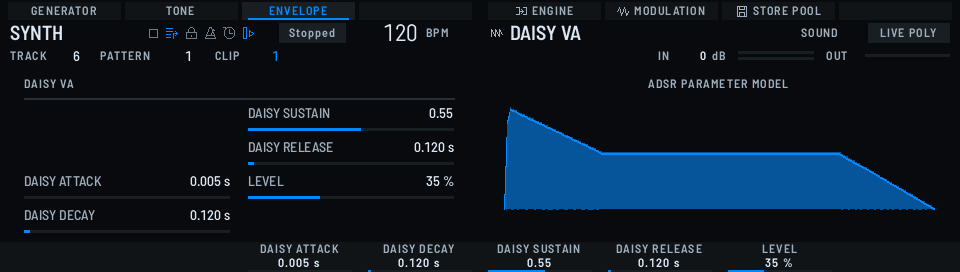 GENERATOR TONE ENVELOPE ENGINE MODULATION STORE POOL
SYNTH Stopped 120 BPM DAISY VA SOUND LIVE POLY
TRACK 6 PATTERN 1 CLIP 1 IN 0 dB OUT
DAISY VA ADSR PARAMETER MODEL
DAISY SUSTAIN 0.55
DAISY RELEASE 0.120 s
DAISY ATTACK 0.005 s LEVEL 35 %
DAISY DECAY 0.120 s
DAISY ATTACK DAISY DECAY DAISY SUSTAIN DAISY RELEASE LEVEL
0.005 s 0.120 s 0.55 0.120 s 35 %